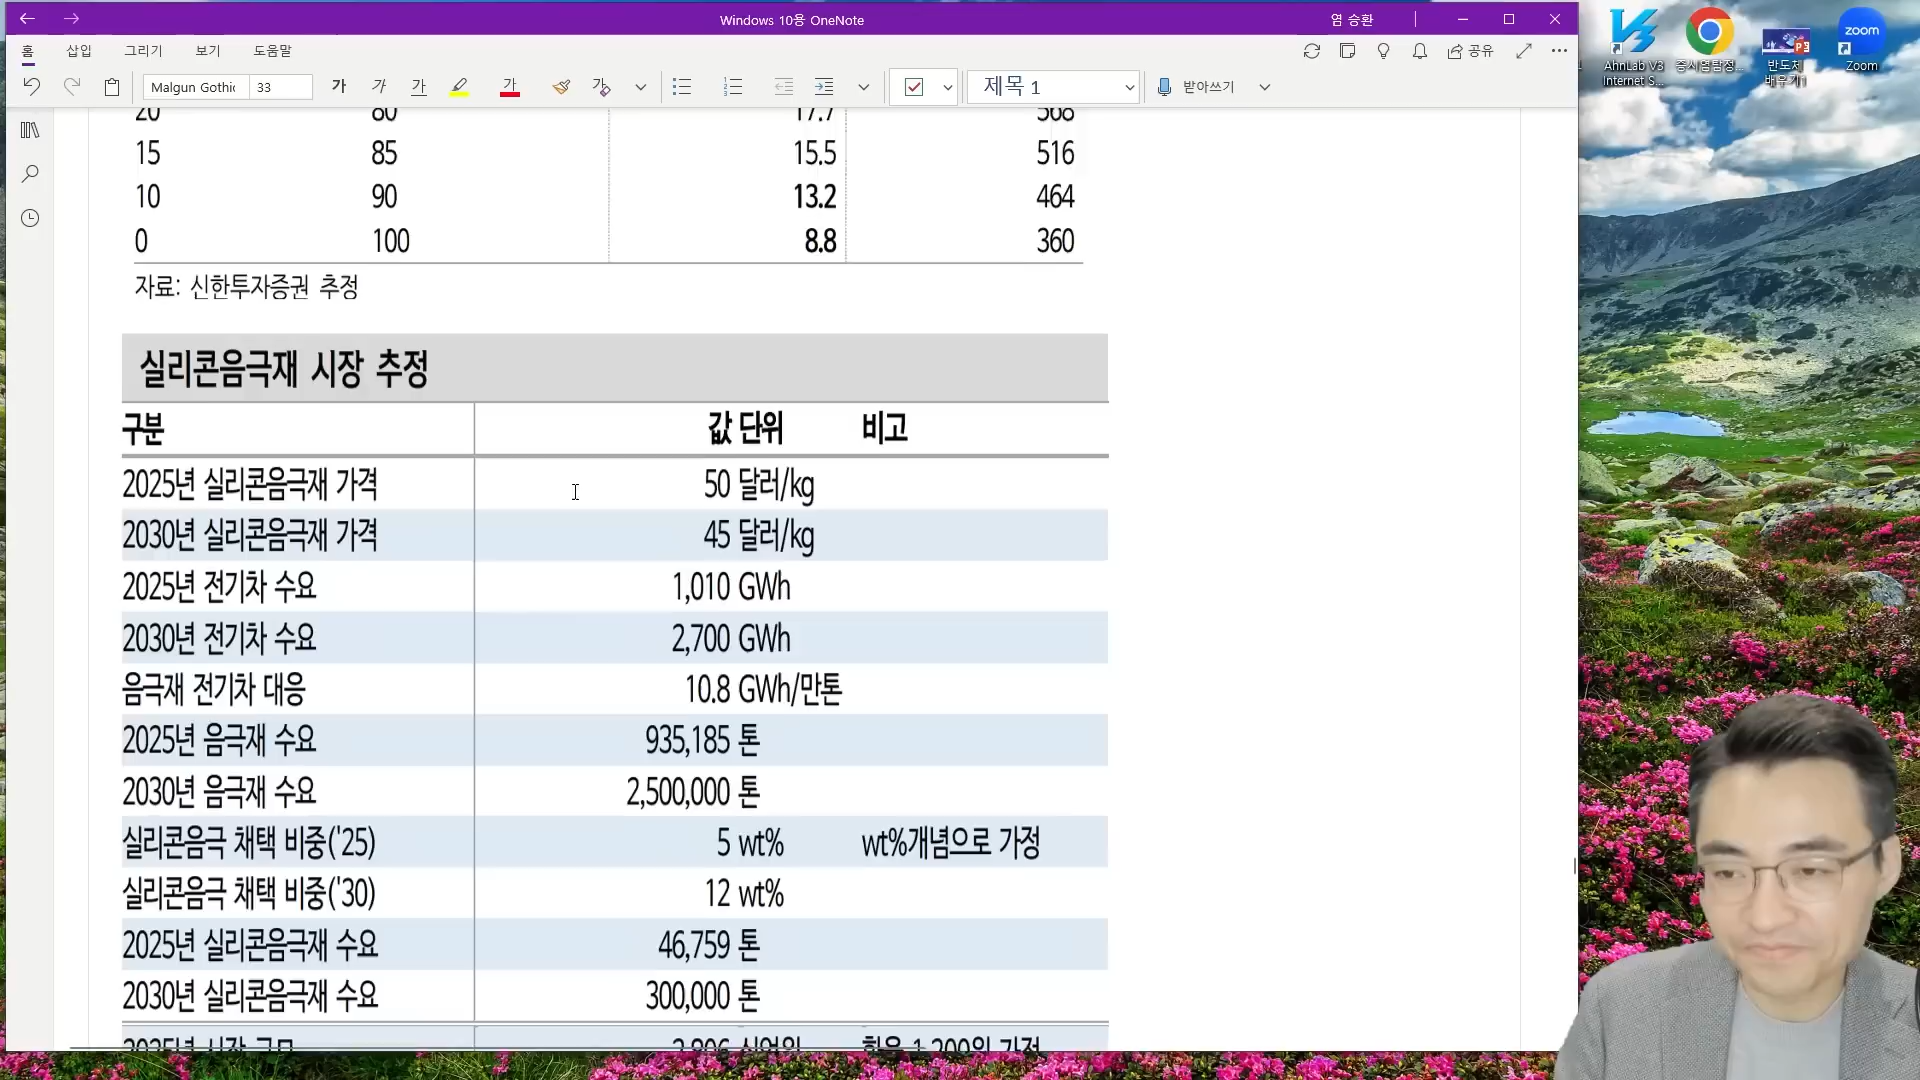 Windows 10용 OneNote
염 승환
홈 삽입 그리기 보기 도움말
공유
Malgun Gothic 33
가 가 가 가 가
제목 1
받아쓰기
AhnLab V3 Internet S...
Zoom
zoom
20 80 17.7 568
15 85 15.5 516
10 90 13.2 464
0 100 8.8 360
자료: 신한투자증권 추정
실리콘음극재 시장 추정
구분 값 단위 비고
2025년 실리콘음극재 가격 50 달러/kg
2030년 실리콘음극재 가격 45 달러/kg
2025년 전기차 수요 1,010 GWh
2030년 전기차 수요 2,700 GWh
음극재 전기차 대응 10.8 GWh/만톤
2025년 음극재 수요 935,185 톤
2030년 음극재 수요 2,500,000 톤
실리콘음극 채택 비중('25) 5 wt% wt%개념으로 가정
실리콘음극 채택 비중('30) 12 wt%
2025년 실리콘음극재 수요 46,759 톤
2030년 실리콘음극재 수요 300,000 톤